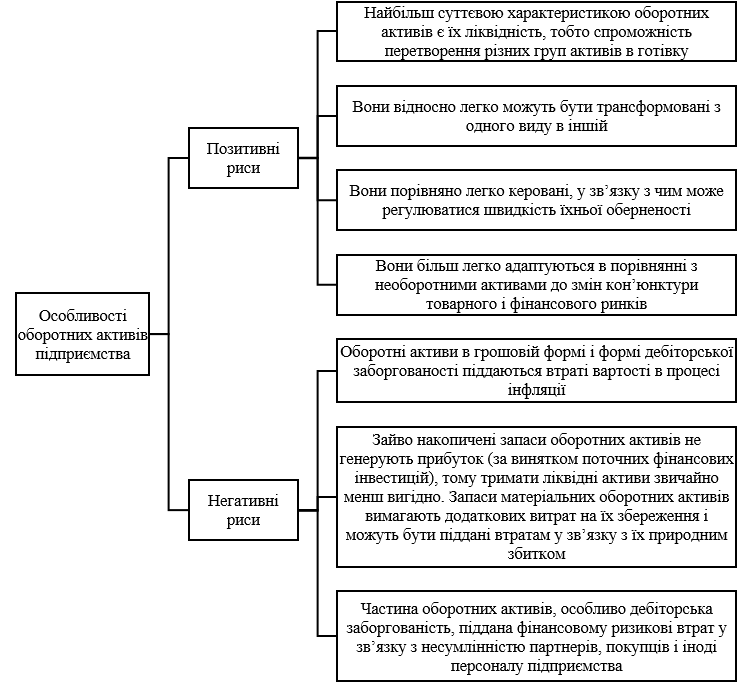 Особливості
оборотних активів
підприємства
Позитивні
риси
Найбільш суттєвою характеристикою оборотних
активів є їх ліквідність, тобто спроможність
перетворення різних груп активів в готівку
Вони відносно легко можуть бути трансформовані з
одного виду в іншій
Вони порівняно легко керовані, у зв’язку з чим може
регулюватися швидкість їхньої оберненості
Вони більш легко адаптуються в порівнянні з
необоротними активами до змін кон’юнктури
товарного і фінансового ринків
Негативні
риси
Оборотні активи в грошовій формі і формі дебіторської
заборгованості піддаються втраті вартості в процесі
інфляції
Зайво накопичені запаси оборотних активів не
генерують прибуток (за винятком поточних фінансових
інвестицій), тому тримати ліквідні активи звичайно
менш вигідно. Запаси матеріальних оборотних активів
вимагають додаткових витрат на їх збереження і
можуть бути піддані втратам у зв’язку з їх природним
збитком
Частина оборотних активів, особливо дебіторська
заборгованість, піддана фінансовому ризикові втрат у
зв’язку з несумлінністю партнерів, покупців і іноді
персоналу підприємства